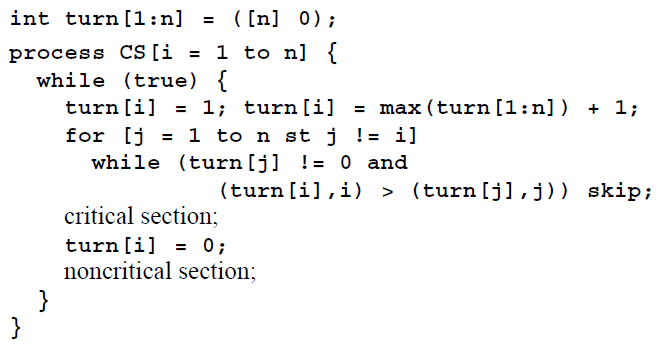 int turn[1:n] = ([n] 0);
process CS[i = 1 to n] {
  while (true) {
    turn[i] = 1; turn[i] = max(turn[1:n]) + 1;
    for [j = 1 to n st j != i]
      while (turn[j] != 0 and
               (turn[i],i) > (turn[j],j)) skip;
    critical section;
    turn[i] = 0;
    noncritical section;
  }
}